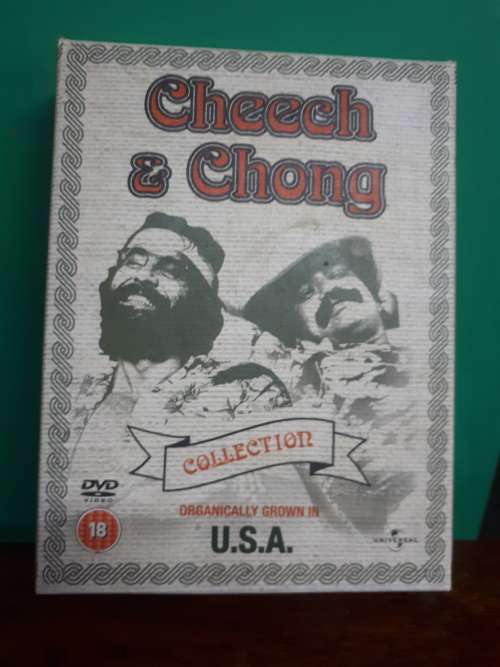 Cheech
& Chong
COLLECTION
DVD
VIDEO
18
ORGANICALLY GROWN IN
U.S.A.
UNIVERSAL